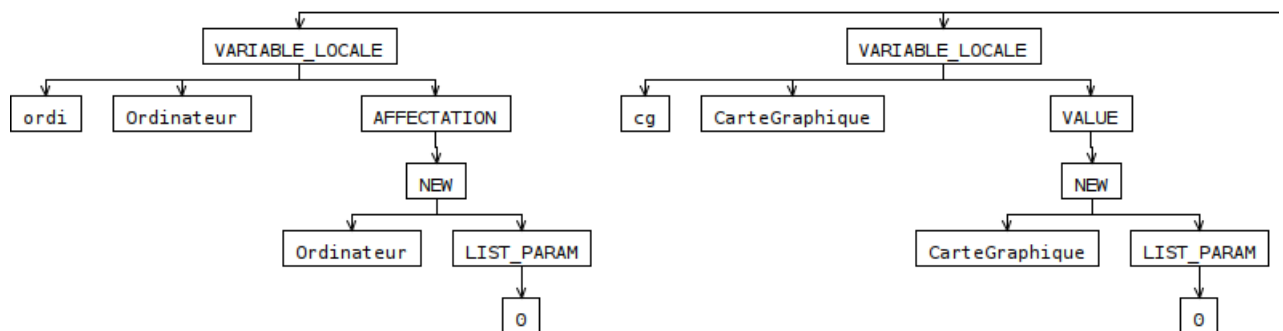 VARIABLE_LOCALE VARIABLE_LOCALE
ordi Ordinateur AFFECTATION cg CarteGraphique VALUE
NEW NEW
Ordinateur LIST_PARAM CarteGraphique LIST_PARAM
0 0